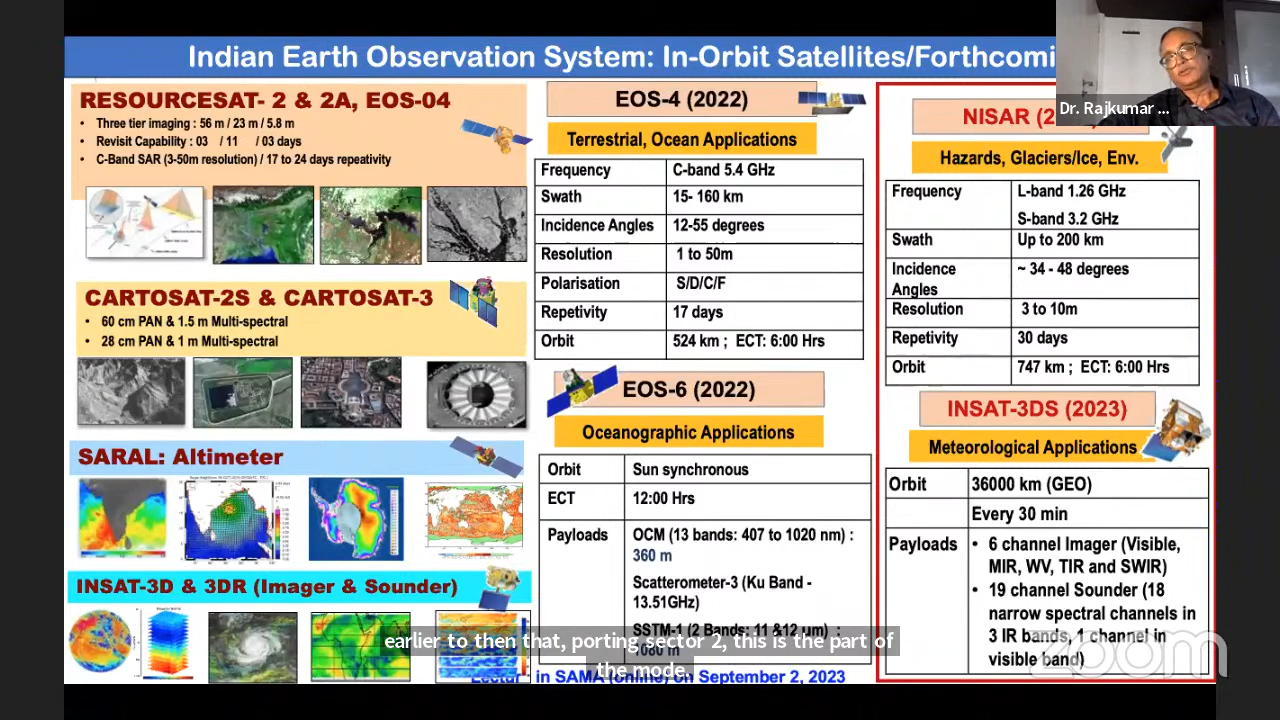 Indian Earth Observation System: In-Orbit Satellites/Forthcomi
Dr. Rajkumar ...
RESOURCESAT- 2 & 2A, EOS-04
• Three tier imaging : 56 m / 23 m / 5.8 m
• Revisit Capability : 03 / 11 / 03 days
• C-Band SAR (3-50m resolution) / 17 to 24 days repeativity
CARTOSAT-2S & CARTOSAT-3
• 60 cm PAN & 1.5 m Multi-spectral
• 28 cm PAN & 1 m Multi-spectral
SARAL: Altimeter
INSAT-3D & 3DR (Imager & Sounder)
EOS-4 (2022)
Terrestrial, Ocean Applications
Frequency C-band 5.4 GHz
Swath 15- 160 km
Incidence Angles 12-55 degrees
Resolution 1 to 50m
Polarisation S/D/C/F
Repetivity 17 days
Orbit 524 km ; ECT: 6:00 Hrs
EOS-6 (2022)
Oceanographic Applications
Orbit Sun synchronous
ECT 12:00 Hrs
Payloads OCM (13 bands: 407 to 1020 nm) :
360 m
Scatterometer-3 (Ku Band -
13.51GHz)
SSTM-1 (2 Bands: 11 &12 µm) :
1080 m
NISAR (2
Hazards, Glaciers/Ice, Env.
Frequency L-band 1.26 GHz
S-band 3.2 GHz
Swath Up to 200 km
Incidence ~ 34 - 48 degrees
Angles
Resolution 3 to 10m
Repetivity 30 days
Orbit 747 km ; ECT: 6:00 Hrs
INSAT-3DS (2023)
Meteorological Applications
Orbit 36000 km (GEO)
Every 30 min
Payloads • 6 channel Imager (Visible,
MIR, WV, TIR and SWIR)
• 19 channel Sounder (18
narrow spectral channels in
3 IR bands, 1 channel in
visible band)
earlier to then that, porting sector 2, this is the part of
the mode.
in SAMA (online) on September 2, 2023
zoom